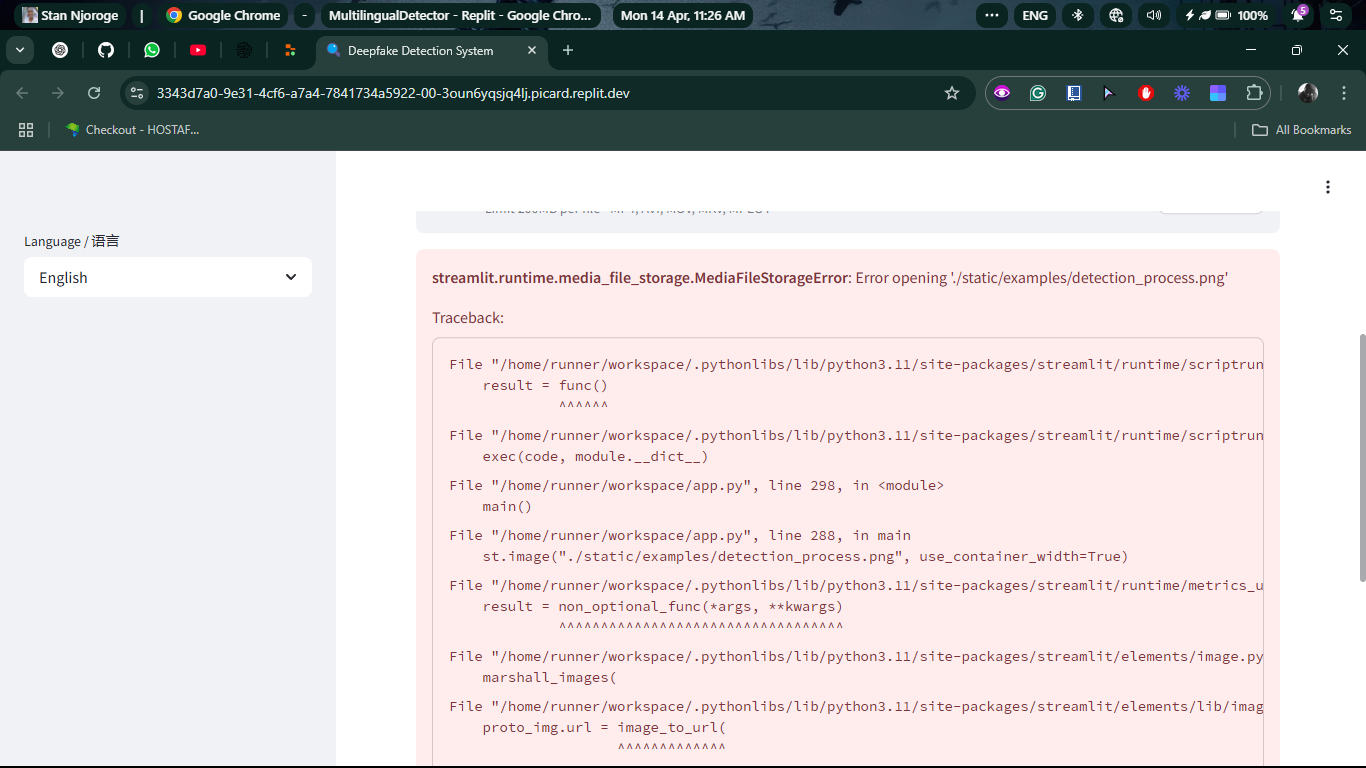 Stan Njoroge | Google Chrome - MultilingualDetector - Replit - Google Chro... Mon 14 Apr, 11:26 AM ••• ENG 100% 5
Deepfake Detection System
3343d7a0-9e31-4cf6-a7a4-7841734a5922-00-3oun6yqsjq4lj.picard.replit.dev
Checkout - HOSTAF... All Bookmarks
Language / 语言
English
streamlit.runtime.media_file_storage.MediaFileStorageError: Error opening './static/examples/detection_process.png'
Traceback:
File "/home/runner/workspace/.pythonlibs/lib/python3.11/site-packages/streamlit/runtime/scriptrun
result = func()
^^^^^^
File "/home/runner/workspace/.pythonlibs/lib/python3.11/site-packages/streamlit/runtime/scriptrun
exec(code, module.__dict__)
File "/home/runner/workspace/app.py", line 298, in <module>
main()
File "/home/runner/workspace/app.py", line 288, in main
st.image("./static/examples/detection_process.png", use_container_width=True)
File "/home/runner/workspace/.pythonlibs/lib/python3.11/site-packages/streamlit/runtime/metrics_u
result = non_optional_func(*args, **kwargs)
^^^^^^^^^^^^^^^^^^^^^^^^^^^^^^^^^^
File "/home/runner/workspace/.pythonlibs/lib/python3.11/site-packages/streamlit/elements/image.py
marshall_images(
File "/home/runner/workspace/.pythonlibs/lib/python3.11/site-packages/streamlit/elements/lib/imag
proto_img.url = image_to_url(
^^^^^^^^^^^^^